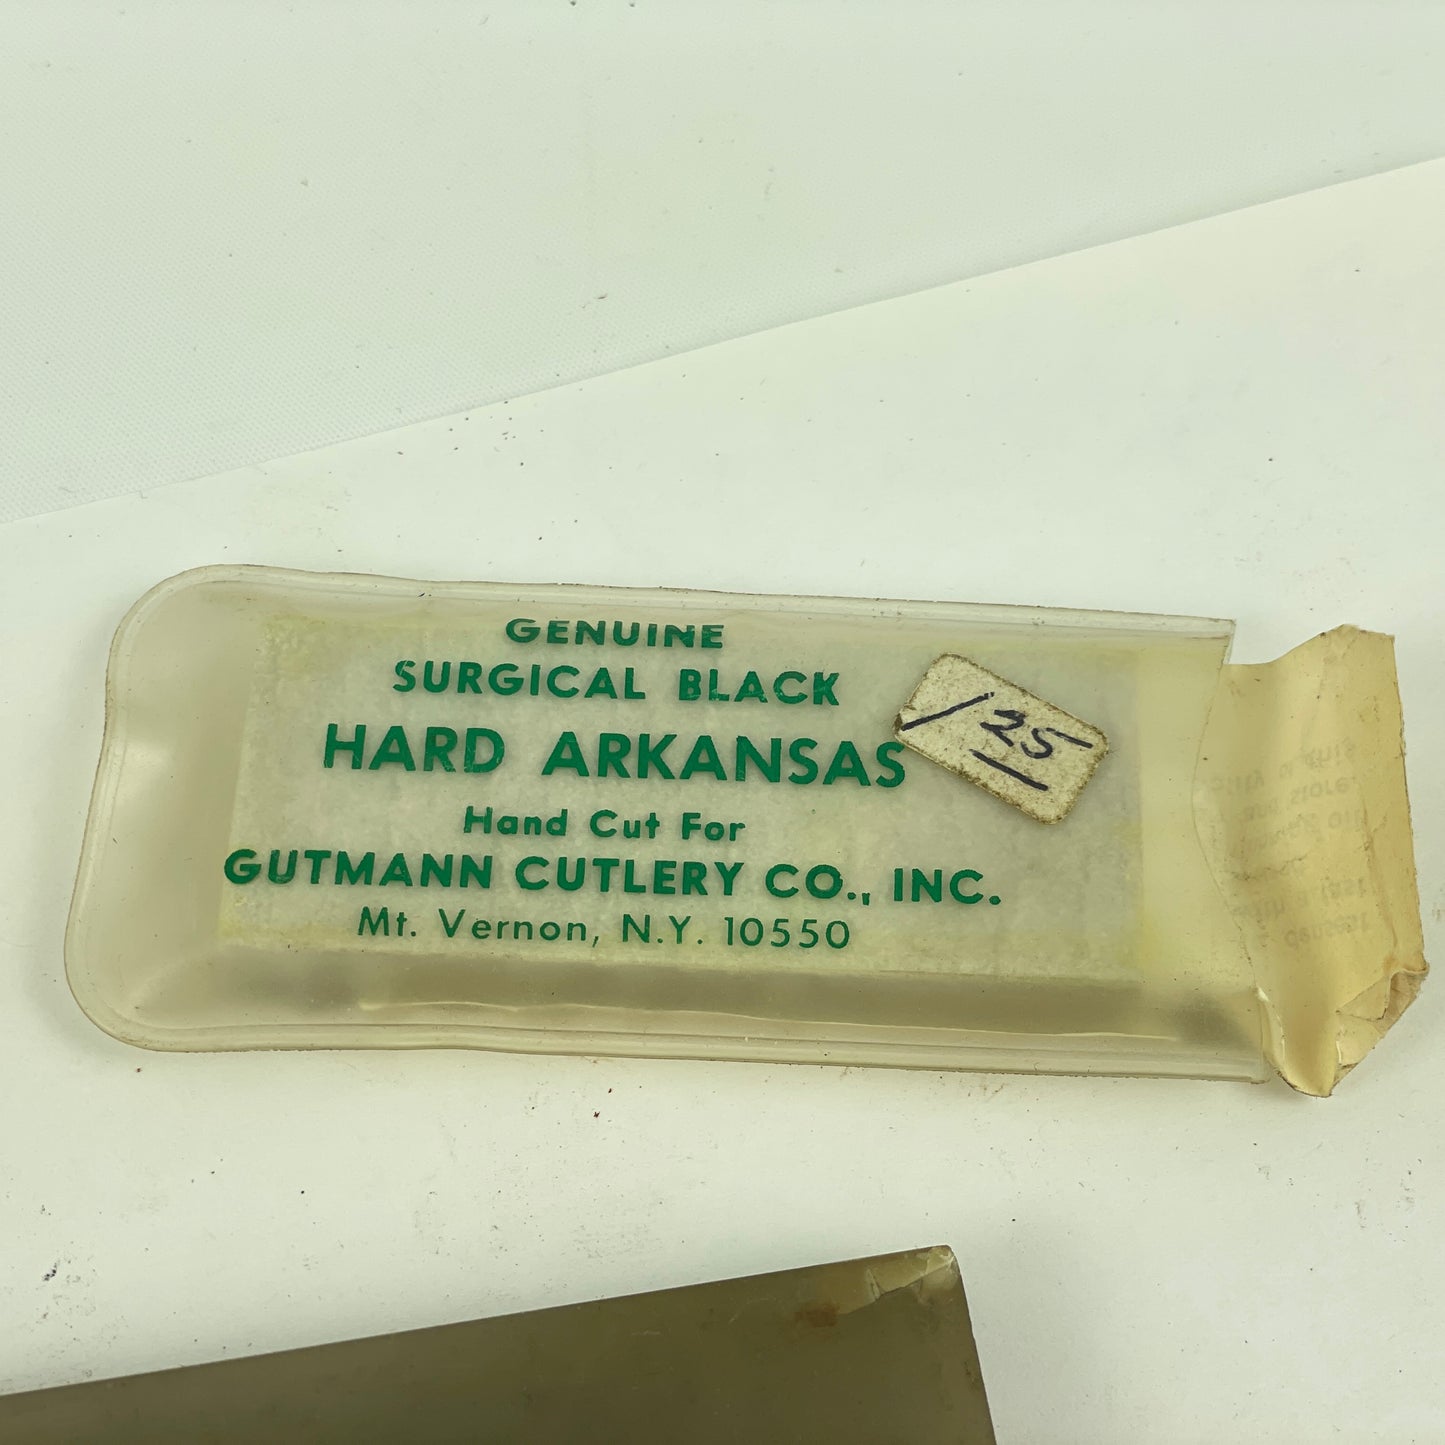 GENUINE
SURGICAL BLACK
HARD ARKANSAS
Hand Cut For
GUTMANN CUTLERY CO., INC.
Mt. Vernon, N.Y. 10550
1 25